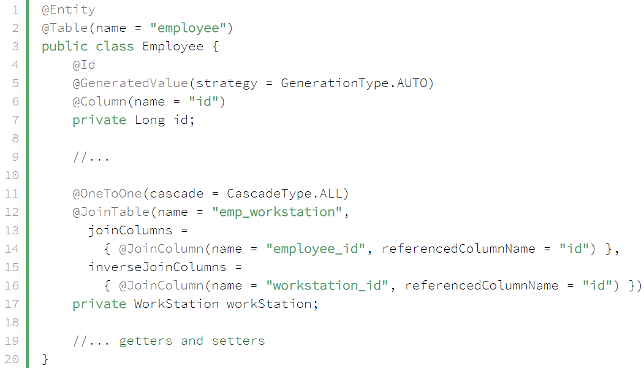 1 @Entity
2 @Table(name = "employee")
3 public class Employee {
4     @Id
5     @GeneratedValue(strategy = GenerationType.AUTO)
6     @Column(name = "id")
7     private Long id;
8
9     //...
10
11     @OneToOne(cascade = CascadeType.ALL)
12     @JoinTable(name = "emp_workstation",
13       joinColumns =
14         { @JoinColumn(name = "employee_id", referencedColumnName = "id") },
15       inverseJoinColumns =
16         { @JoinColumn(name = "workstation_id", referencedColumnName = "id") })
17     private WorkStation workStation;
18
19     //... getters and setters
20 }